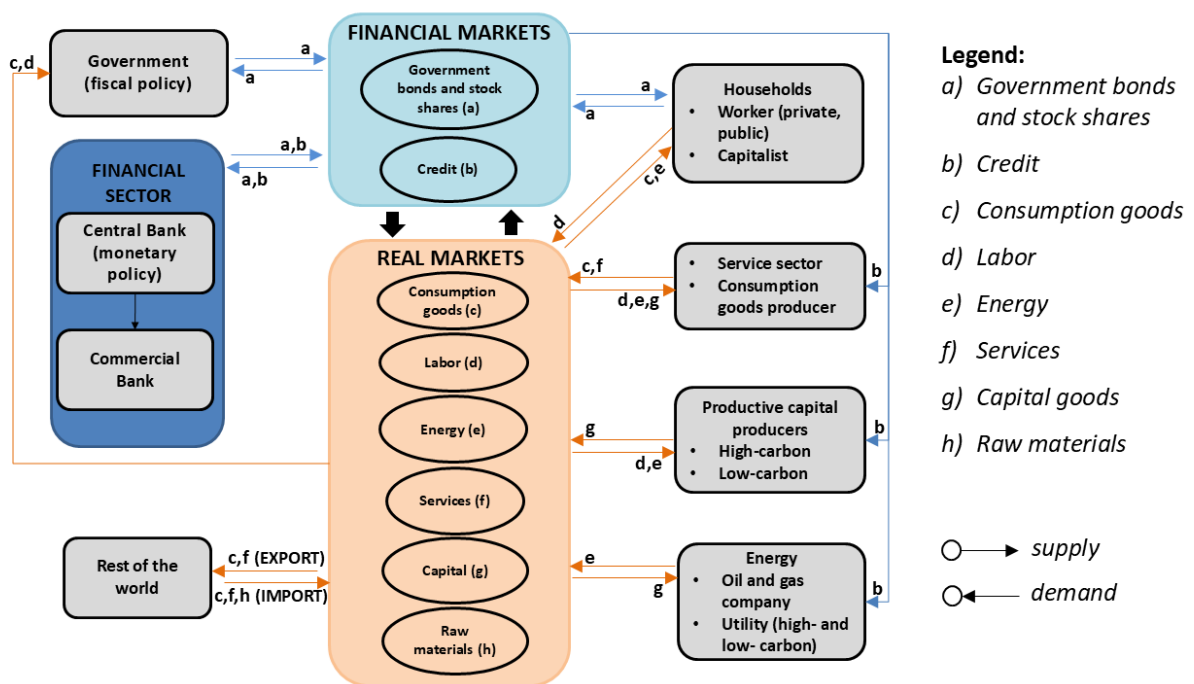 FINANCIAL MARKETS
Government
bonds and stock
shares (a)
Credit (b)
Government
(fiscal policy)
c,d
a
a
FINANCIAL
SECTOR
Central Bank
(monetary
policy)
Commercial
Bank
a,b
a,b
a
a
Households
• Worker (private,
public)
• Capitalist
d
c,e
REAL MARKETS
Consumption
goods (c)
Labor (d)
Energy (e)
Services (f)
Capital (g)
Raw
materials (h)
c,f
d,e,g
• Service sector
• Consumption
goods producer
b
g
d,e
Productive capital
producers
• High-carbon
• Low-carbon
b
e
g
Energy
• Oil and gas
company
• Utility (high- and
low- carbon)
b
Rest of the
world
c,f (EXPORT)
c,f,h (IMPORT)
Legend:
a) Government bonds
and stock shares
b) Credit
c) Consumption goods
d) Labor
e) Energy
f) Services
g) Capital goods
h) Raw materials
supply
demand